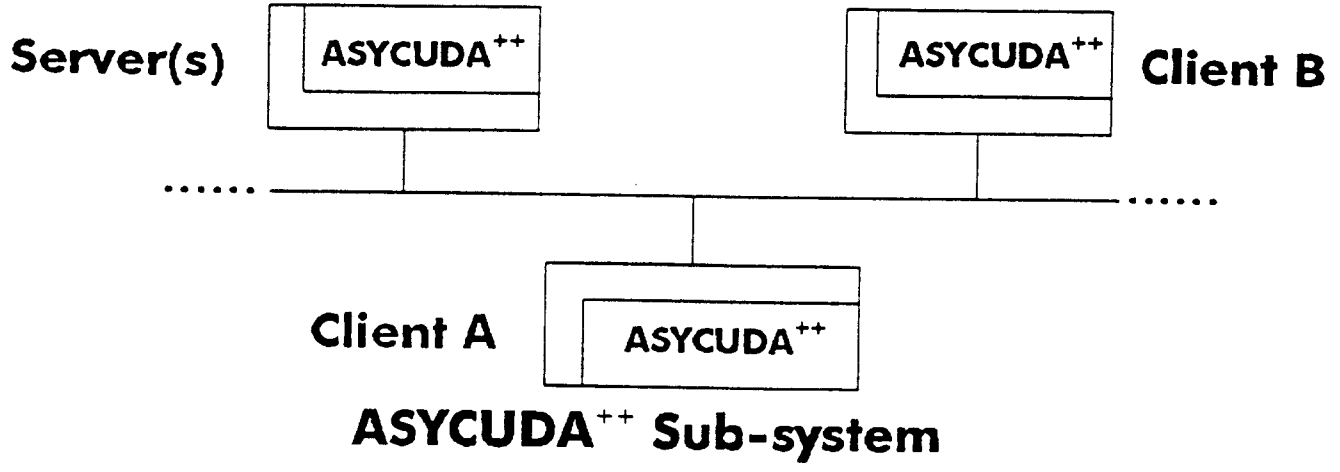 Server(s)
ASYCUDA++
ASYCUDA++
Client B
Client A
ASYCUDA++
ASYCUDA++ Sub-system